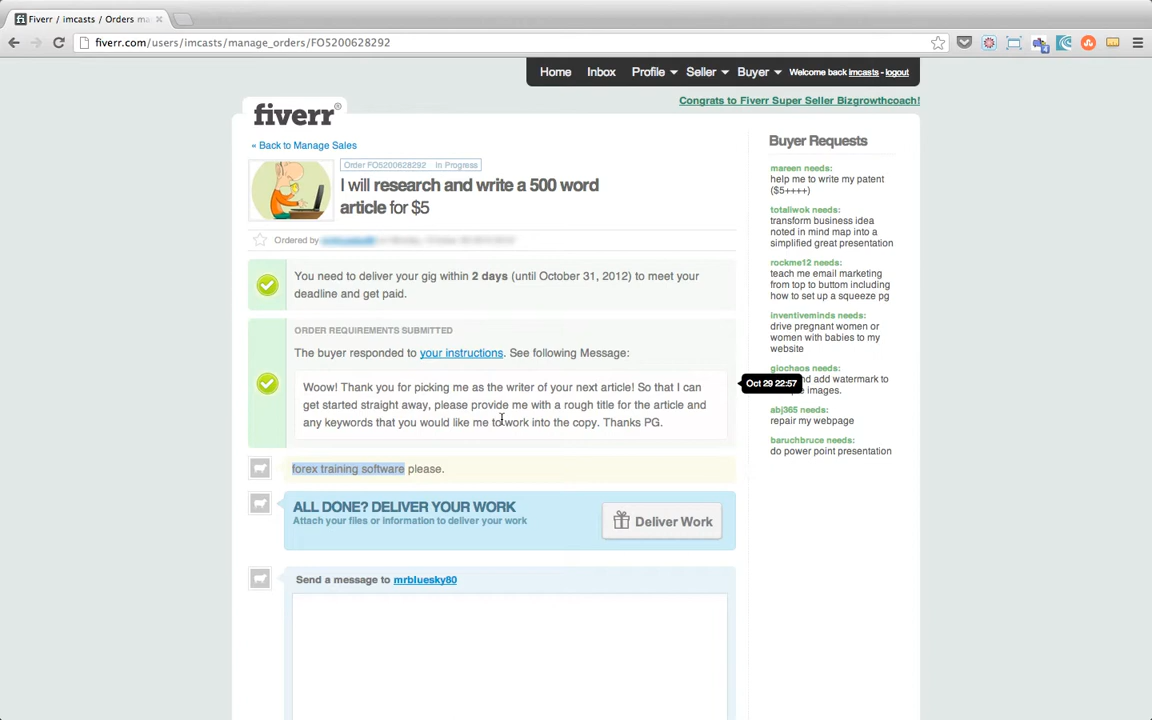 Fiverr / imcasts / Orders ma
fiverr.com/users/imcasts/manage_orders/FO5200628292
Home Inbox Profile Seller Buyer Welcome back imcasts - logout
Congrats to Fiverr Super Seller Bizgrowthcoach!
fiverr®
« Back to Manage Sales
Order FO5200628292 In Progress
I will research and write a 500 word
article for $5
Ordered by
You need to deliver your gig within 2 days (until October 31, 2012) to meet your
deadline and get paid.
ORDER REQUIREMENTS SUBMITTED
The buyer responded to your instructions. See following Message:
Oct 29 22:57
Woow! Thank you for picking me as the writer of your next article! So that I can
get started straight away, please provide me with a rough title for the article and
any keywords that you would like me to work into the copy. Thanks PG.
forex training software please.
ALL DONE? DELIVER YOUR WORK
Attach your files or information to deliver your work
Deliver Work
Send a message to mrbluesky80
Buyer Requests
mareen needs:
help me to write my patent
($5++++)
totallwok needs:
transform business idea
noted in mind map into a
simplified great presentation
rockme12 needs:
teach me email marketing
from top to buttom including
how to set up a squeeze pg
inventiveminds needs:
drive pregnant women or
women with babies to my
website
giochaos needs:
nd add watermark to
images.
abj365 needs:
repair my webpage
baruchbruce needs:
do power point presentation